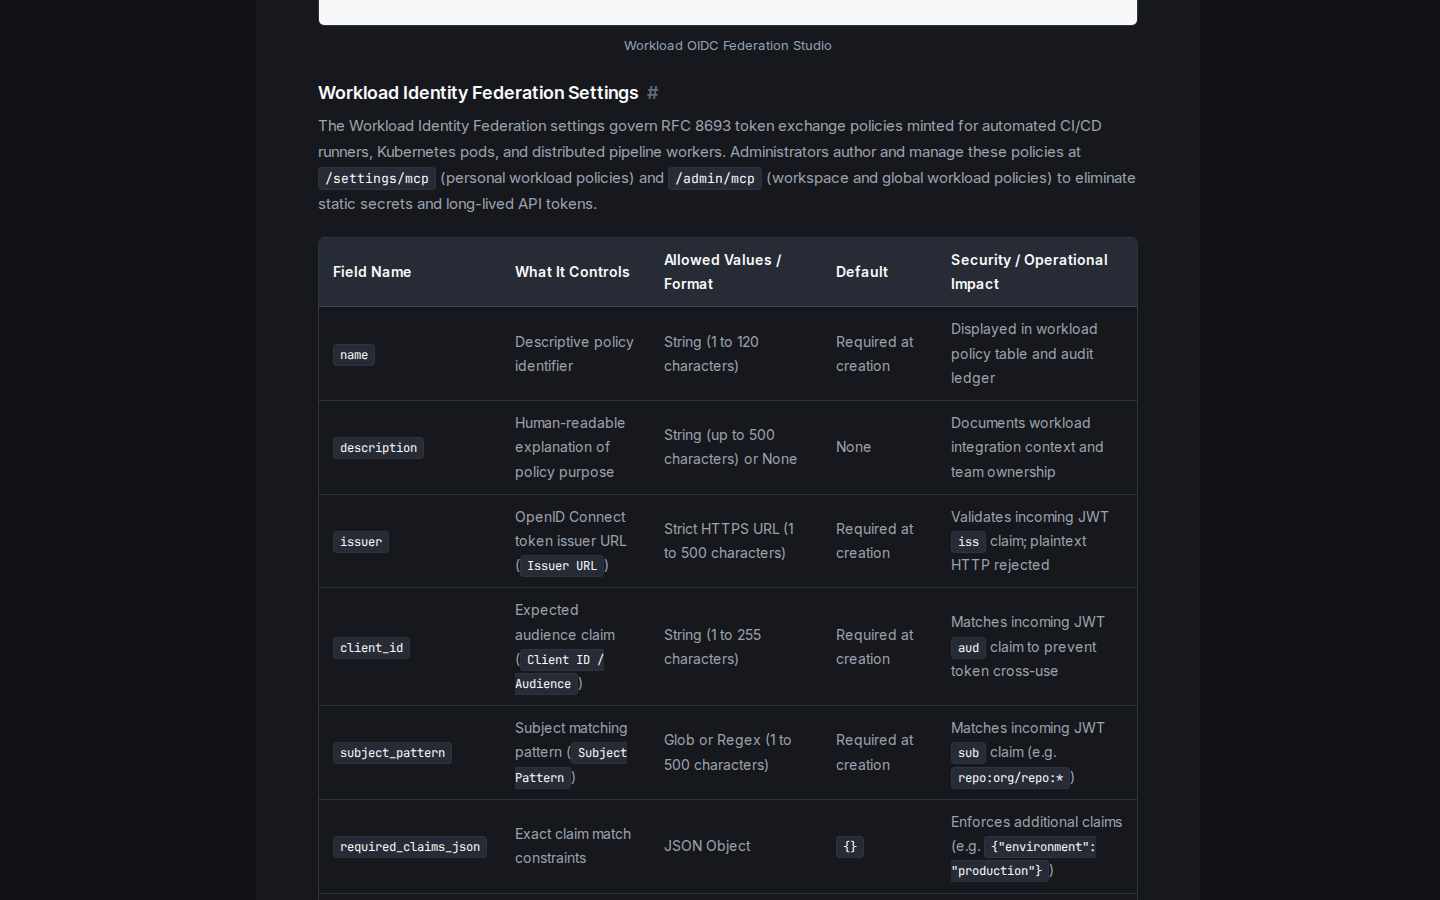 Workload OIDC Federation Studio
Workload Identity Federation Settings #
The Workload Identity Federation settings govern RFC 8693 token exchange policies minted for automated CI/CD
runners, Kubernetes pods, and distributed pipeline workers. Administrators author and manage these policies at
/settings/mcp (personal workload policies) and /admin/mcp (workspace and global workload policies) to eliminate
static secrets and long-lived API tokens.
Field Name
What It Controls
Allowed Values /
Format
Default
Security / Operational
Impact
name
Descriptive policy
identifier
String (1 to 120
characters)
Required at
creation
Displayed in workload
policy table and audit
ledger
description
Human-readable
explanation of
policy purpose
String (up to 500
characters) or None
None
Documents workload
integration context and
team ownership
issuer
OpenID Connect
token issuer URL
(Issuer URL)
Strict HTTPS URL (1
to 500 characters)
Required at
creation
Validates incoming JWT
iss claim; plaintext
HTTP rejected
client_id
Expected
audience claim
(Client ID /
Audience)
String (1 to 255
characters)
Required at
creation
Matches incoming JWT
aud claim to prevent
token cross-use
subject_pattern
Subject matching
pattern (Subject
Pattern)
Glob or Regex (1 to
500 characters)
Required at
creation
Matches incoming JWT
sub claim (e.g.
repo:org/repo:*)
required_claims_json
Exact claim match
constraints
JSON Object
{}
Enforces additional claims
(e.g. {"environment":
"production"})